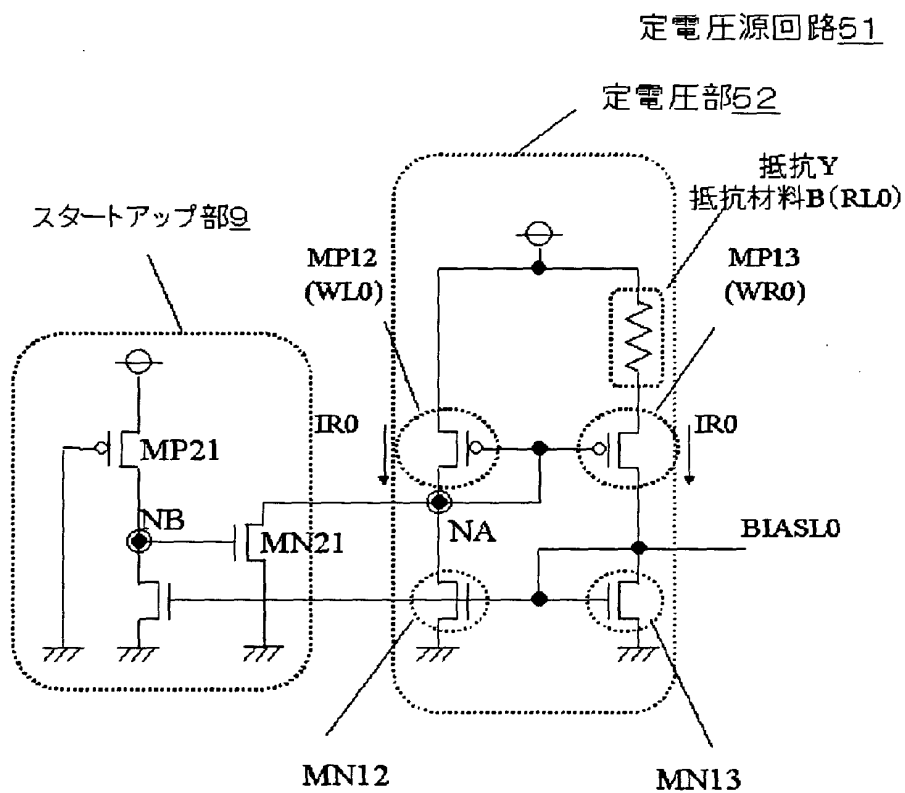 定電圧源回路51
定電圧部52
抵抗Y
抵抗材料B(RL0)
スタートアップ部9
MP12
(WL0)
MP13
(WR0)
IR0
IR0
MP21
NB
MN21
NA
BIASL0
MN12
MN13